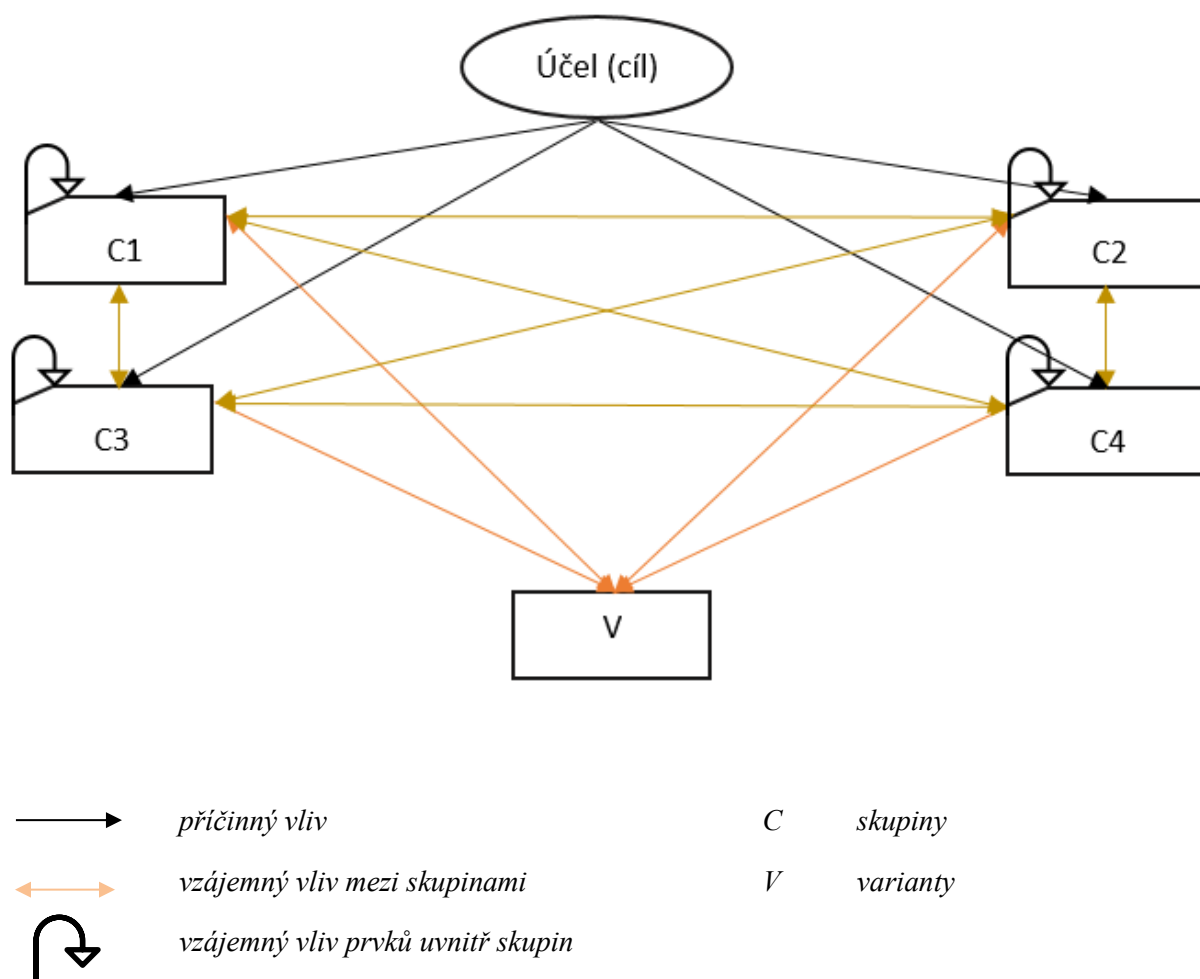 Účel (cíl)
C1
C2
C3
C4
V
příčinný vliv
C skupiny
vzájemný vliv mezi skupinami
V varianty
vzájemný vliv prvků uvnitř skupin